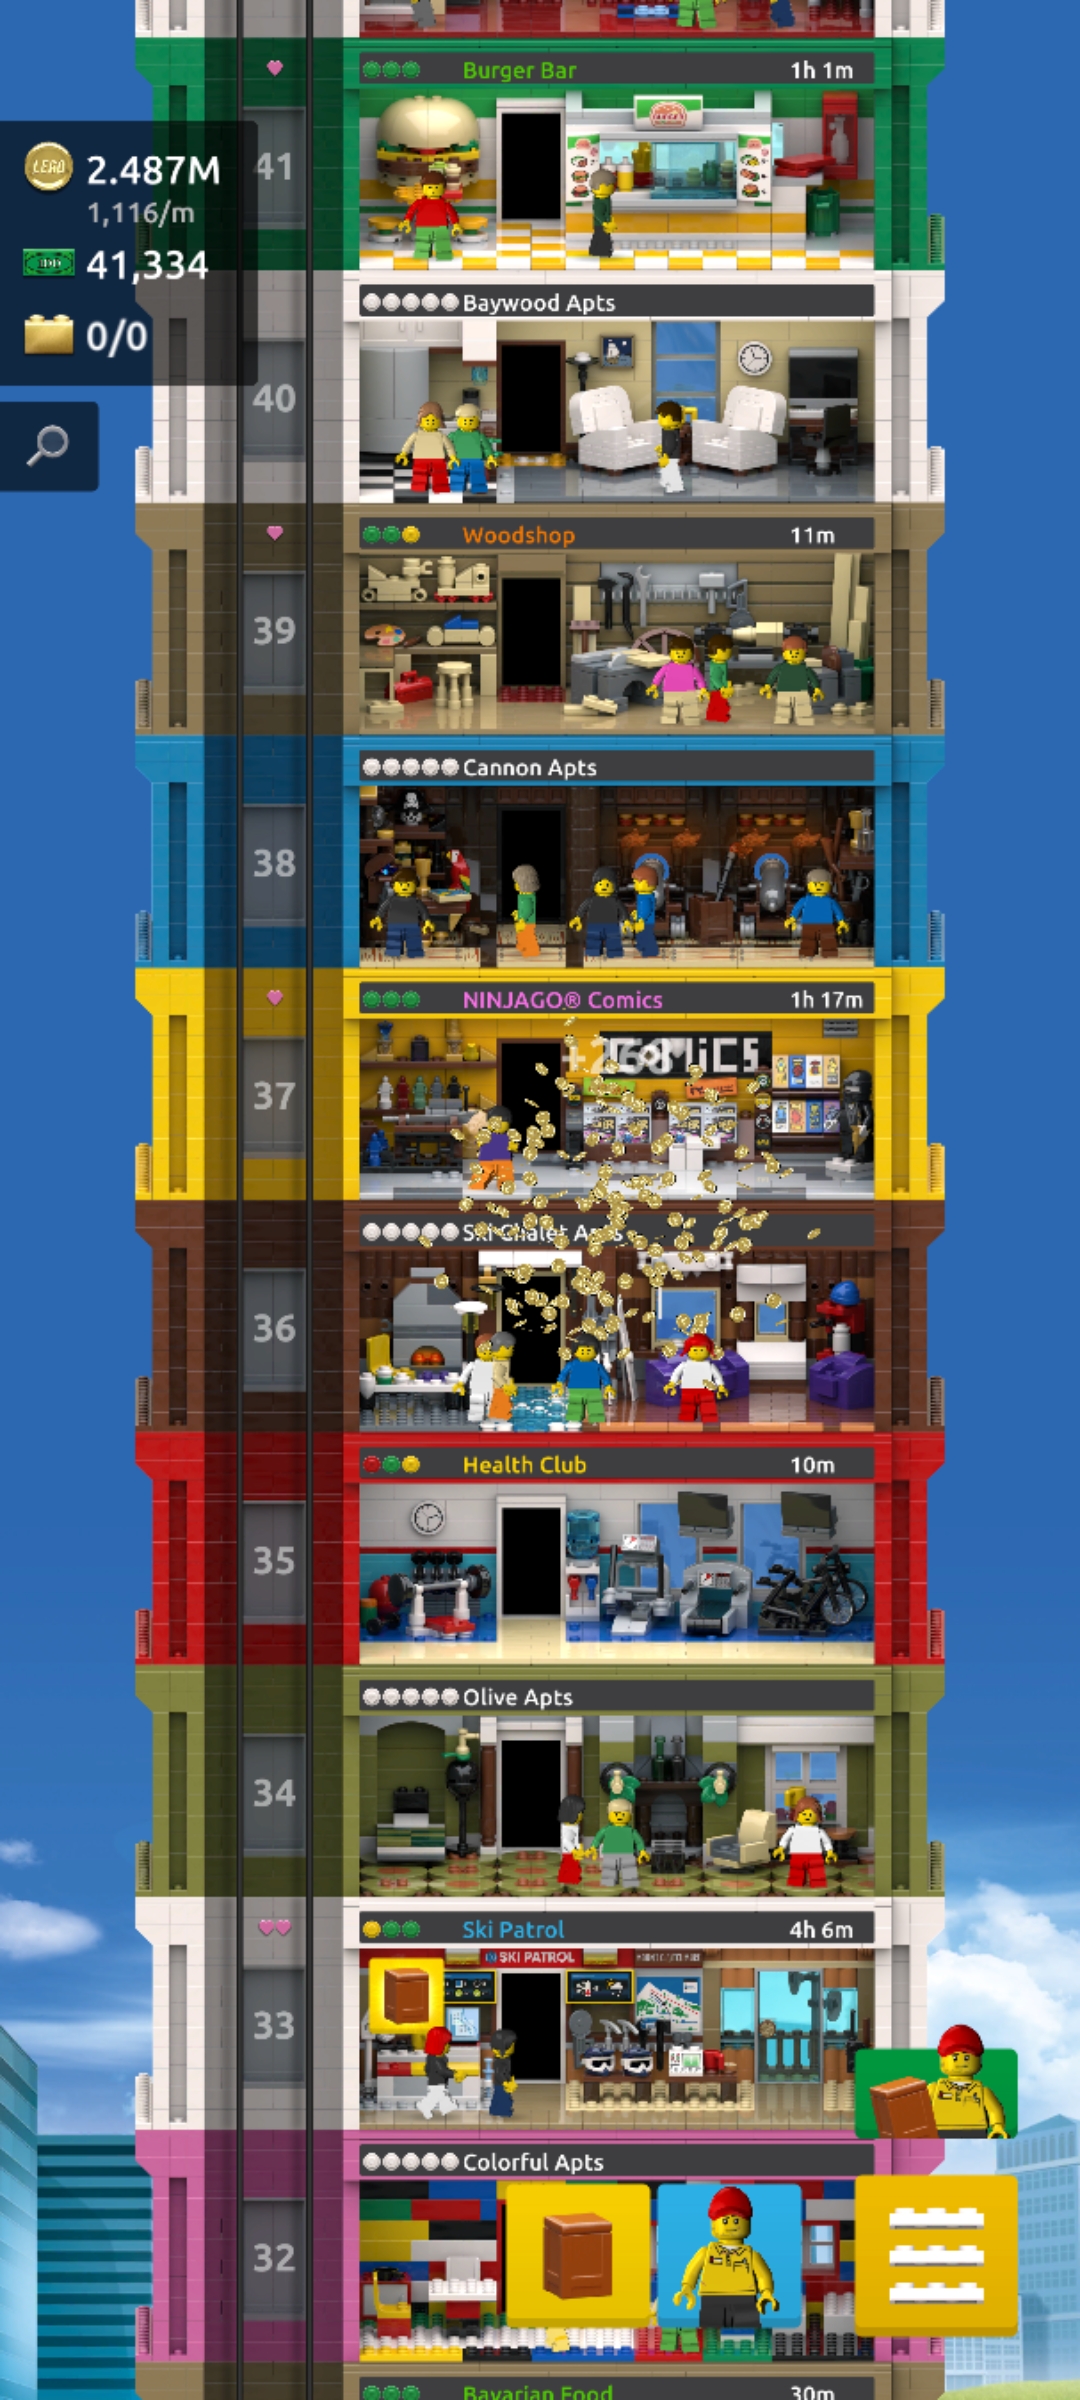 Burger Bar 1h 1m
LEGO 2.487M
41
1,116/m
41,334
Baywood Apts
0/0
40
Woodshop 11m
39
Cannon Apts
38
NINJAGO® Comics 1h 17m
+268
COMiCS
37
Ski Chalet Apts
36
Health Club 10m
35
Olive Apts
34
Ski Patrol 4h 6m
SKI PATROL
33
Colorful Apts
32
Bavarian Food 30m